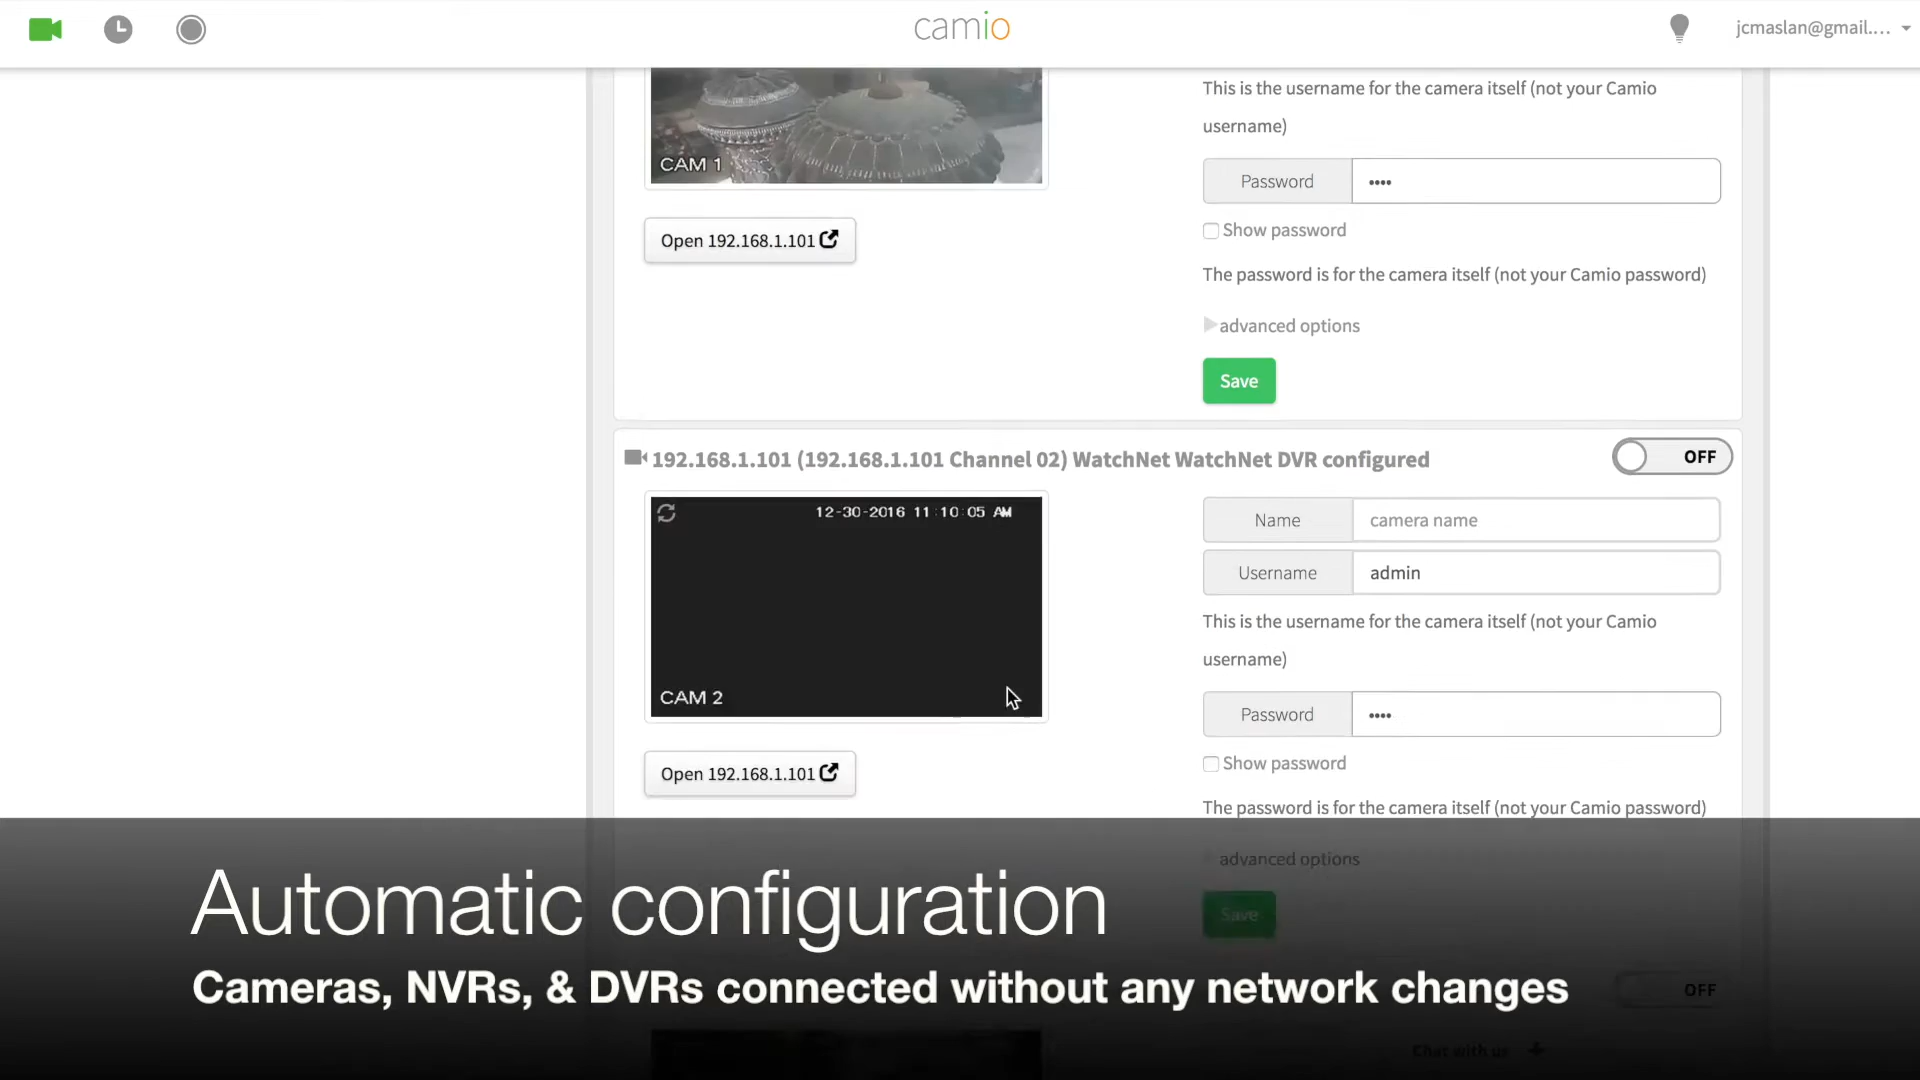 camio
jcmaslan@gmail....
This is the username for the camera itself (not your Camio
username)
CAM 1
Password ••••
Open 192.168.1.101
Show password
The password is for the camera itself (not your Camio password)
advanced options
Save
192.168.1.101 (192.168.1.101 Channel 02) WatchNet WatchNet DVR configured
OFF
12-30-2016 11:10:05 AM
Name camera name
Username admin
This is the username for the camera itself (not your Camio
username)
CAM 2
Password ••••
Open 192.168.1.101
Show password
The password is for the camera itself (not your Camio password)
advanced options
Save
Automatic configuration
Cameras, NVRs, & DVRs connected without any network changes
OFF
Chat with us +